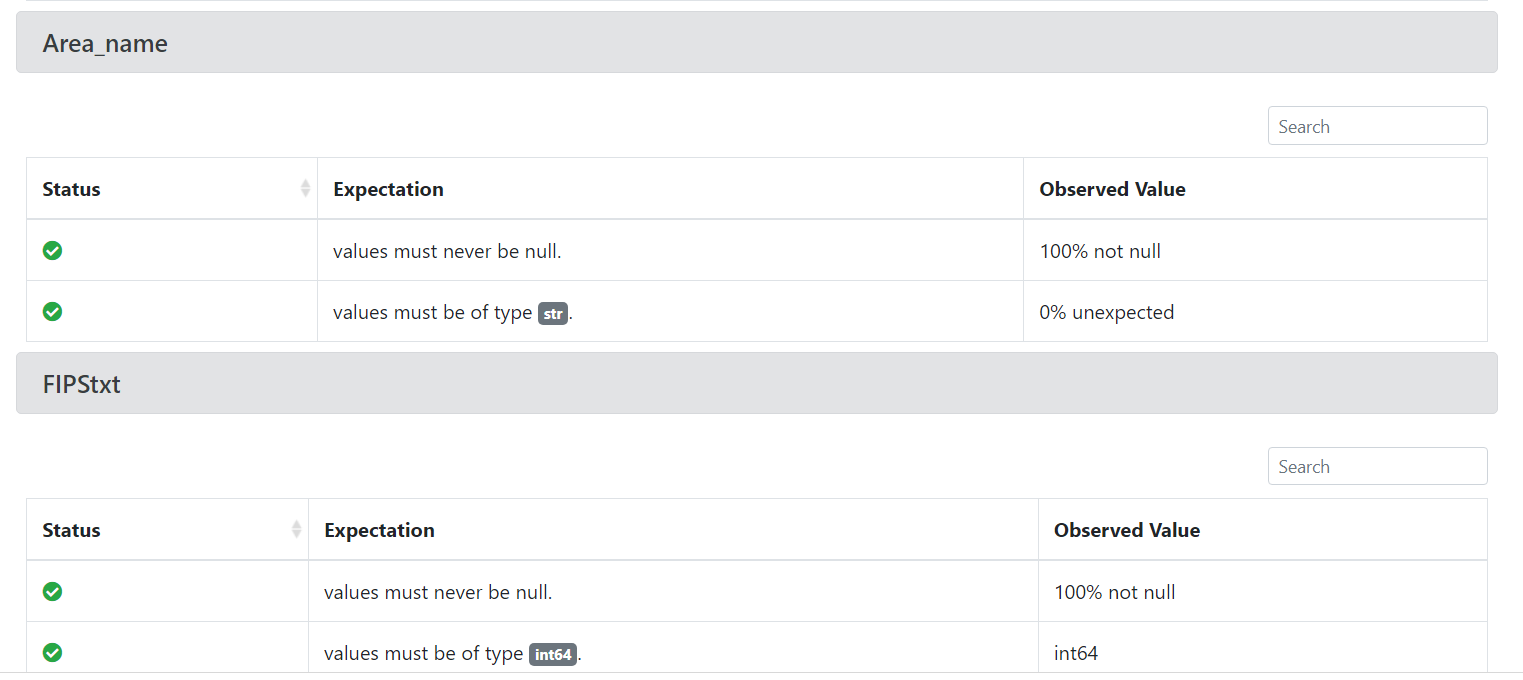 Area_name
Search
Status Expectation Observed Value
values must never be null. 100% not null
values must be of type str. 0% unexpected
FIPStxt
Search
Status Expectation Observed Value
values must never be null. 100% not null
values must be of type int64. int64